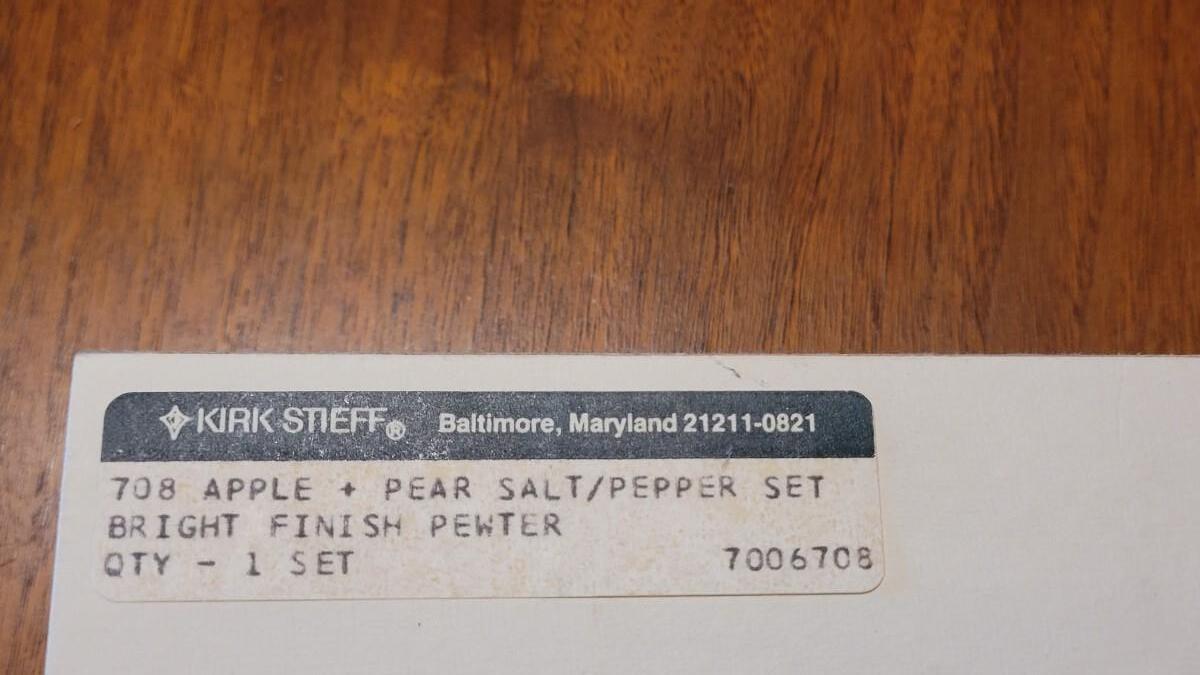 KIRK STIEFF® Baltimore, Maryland 21211-0821
708 APPLE + PEAR SALT/PEPPER SET
BRIGHT FINISH PEWTER
QTY - 1 SET 7006708